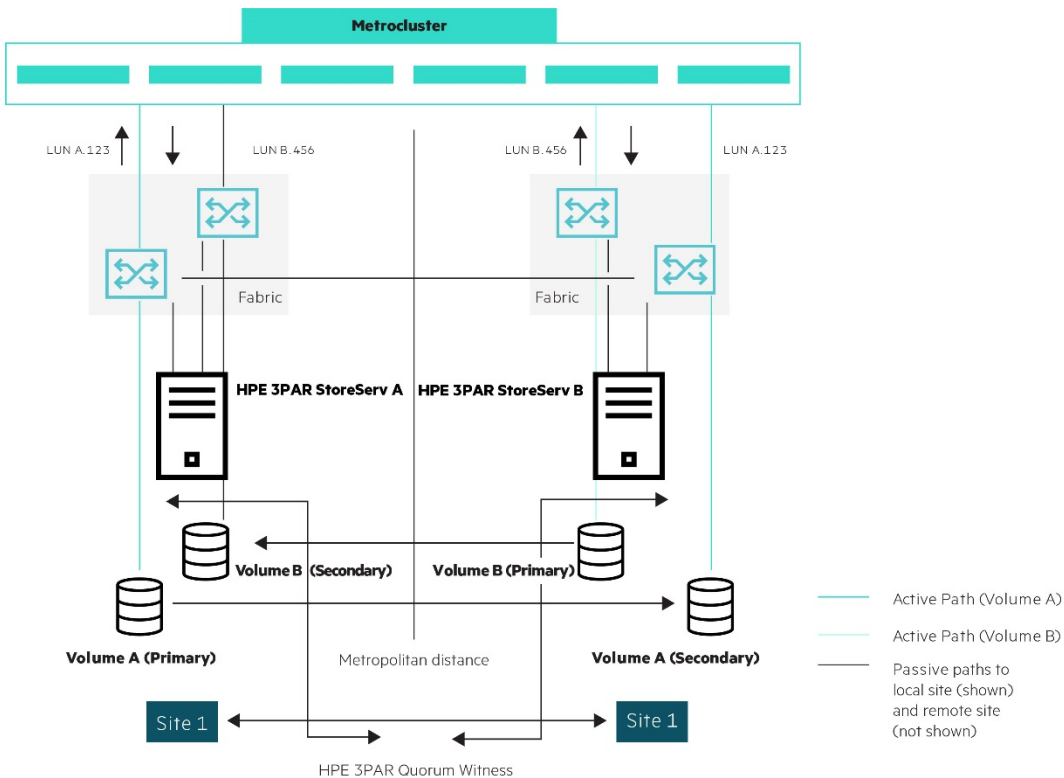 Metrocluster
LUN A.123
LUN B.456
LUN B.456
LUN A.123
Fabric
Fabric
HPE 3PAR StoreServ A
HPE 3PAR StoreServ B
Volume B (Secondary)
Volume B (Primary)
Volume A (Primary)
Metropolitan distance
Volume A (Secondary)
Active Path (Volume A)
Active Path (Volume B)
Passive paths to
local site (shown)
and remote site
(not shown)
Site 1
Site 1
HPE 3PAR Quorum Witness